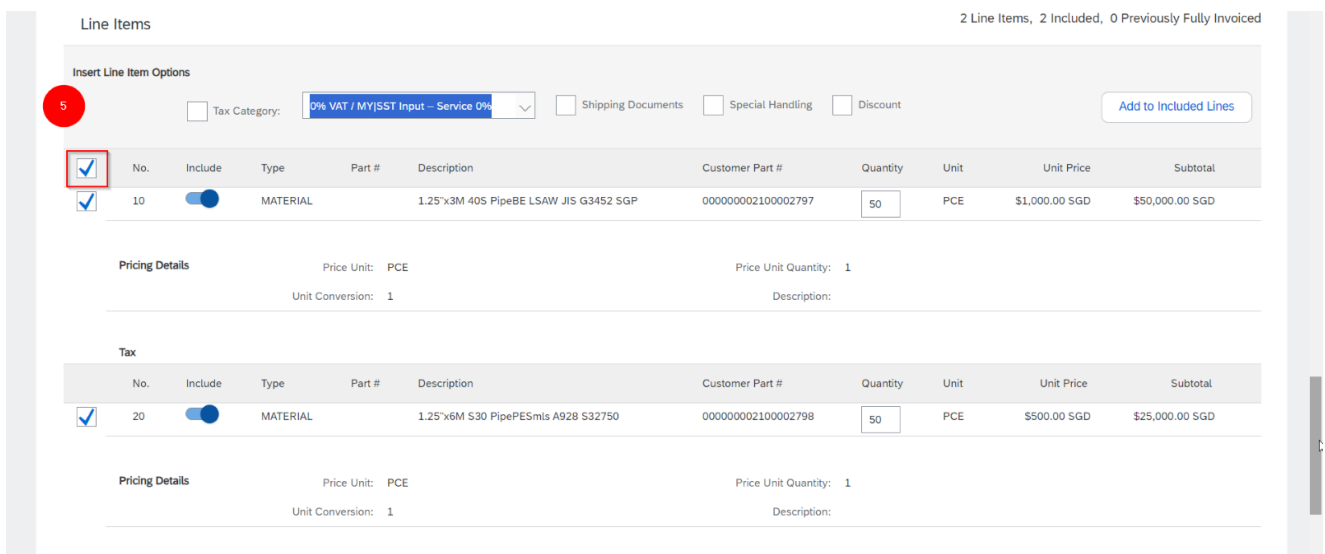 Line Items
2 Line Items, 2 Included, 0 Previously Fully Invoiced
Insert Line Item Options
5
Tax Category: 0% VAT / MY|SST Input – Service 0% Shipping Documents Special Handling Discount Add to Included Lines
No. Include Type Part # Description Customer Part # Quantity Unit Unit Price Subtotal
10 MATERIAL 1.25"x3M 40S PipeBE LSAW JIS G3452 SGP 000000002100002797 50 PCE $1,000.00 SGD $50,000.00 SGD
Pricing Details Price Unit: PCE Price Unit Quantity: 1
Unit Conversion: 1 Description:
Tax
No. Include Type Part # Description Customer Part # Quantity Unit Unit Price Subtotal
20 MATERIAL 1.25"x6M S30 PipePESmls A928 S32750 000000002100002798 50 PCE $500.00 SGD $25,000.00 SGD
Pricing Details Price Unit: PCE Price Unit Quantity: 1
Unit Conversion: 1 Description: